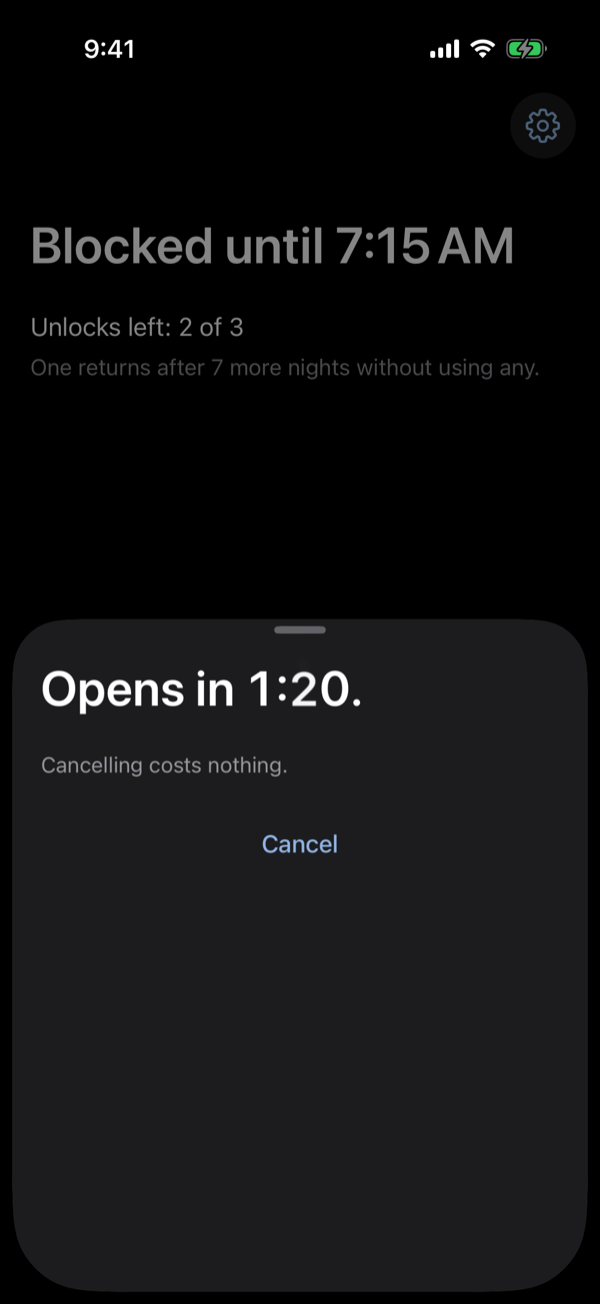 9:41
Blocked until 7:15 AM
Unlocks left: 2 of 3
One returns after 7 more nights without using any.
Opens in 1:20.
Cancelling costs nothing.
Cancel